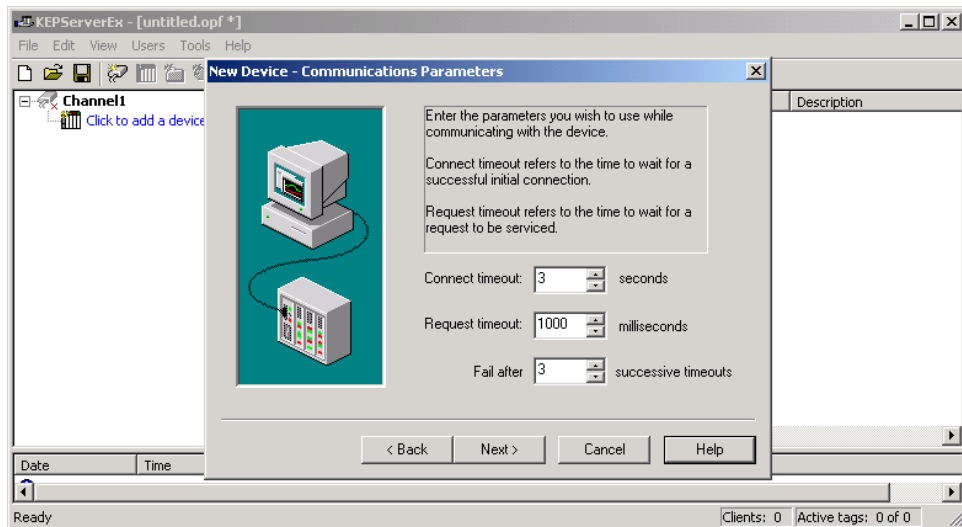 KEPServerEx - [untitled.opf *]
File Edit View Users Tools Help
New Device - Communications Parameters
Channel1
Click to add a device
Description
Enter the parameters you wish to use while
communicating with the device.
Connect timeout refers to the time to wait for a
successful initial connection.
Request timeout refers to the time to wait for a
request to be serviced.
Connect timeout: 3 seconds
Request timeout: 1000 milliseconds
Fail after 3 successive timeouts
< Back Next > Cancel Help
Date Time
Ready Clients: 0 Active tags: 0 of 0